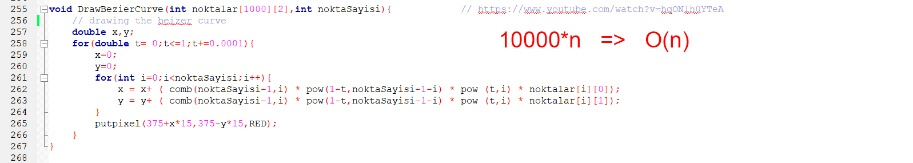 255 void DrawBezierCurve(int noktalar[1000][2],int noktaSayisi){ // https://www.youtube.com/watch?v=
256 // drawing the beizer curve
257 double x,y;
258 for(double t= 0;t<=1;t+=0.0001){
259 x=0;
260 y=0;
261 for(int i=0;i<noktaSayisi;i++){
262 x = x+ ( comb(noktaSayisi-1,i) * pow(1-t,noktaSayisi-1-i) * pow (t,i) * noktalar[i][0]);
263 y = y+ ( comb(noktaSayisi-1,i) * pow(1-t,noktaSayisi-1-i) * pow (t,i) * noktalar[i][1]);
264 }
265 putpixel(375+x*15,375-y*15,RED);
266 }
267 }
268
10000*n => O(n)